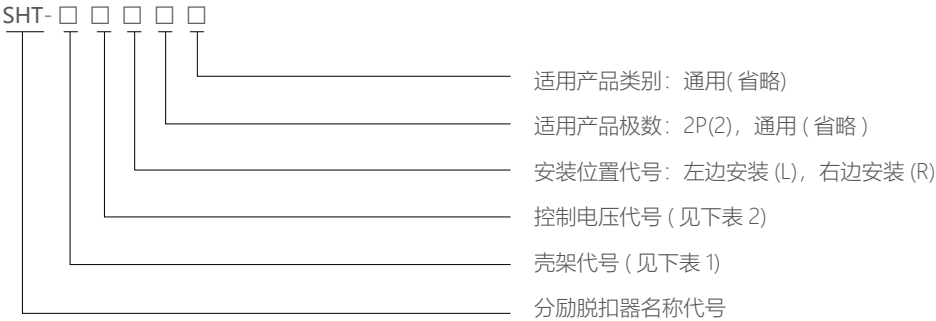 SHT-□ □ □ □ □
适用产品类别：通用( 省略)
适用产品极数：2P(2)，通用 ( 省略 )
安装位置代号：左边安装 (L)，右边安装 (R)
控制电压代号 ( 见下表 2)
壳架代号 ( 见下表 1)
分励脱扣器名称代号